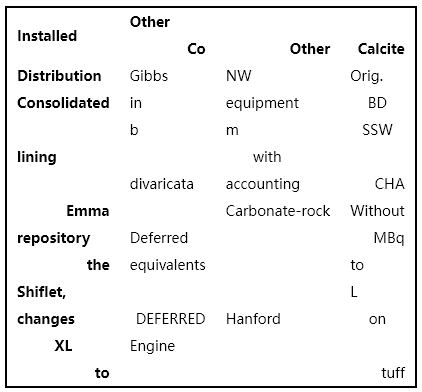 Installed Other
Co Other Calcite
Distribution Gibbs NW Orig.
Consolidated in equipment BD
b m SSW
lining with
divaricata accounting CHA
Emma Carbonate-rock Without
repository Deferred MBq
the equivalents to
Shiflet, L
changes DEFERRED Hanford on
XL Engine
to tuff